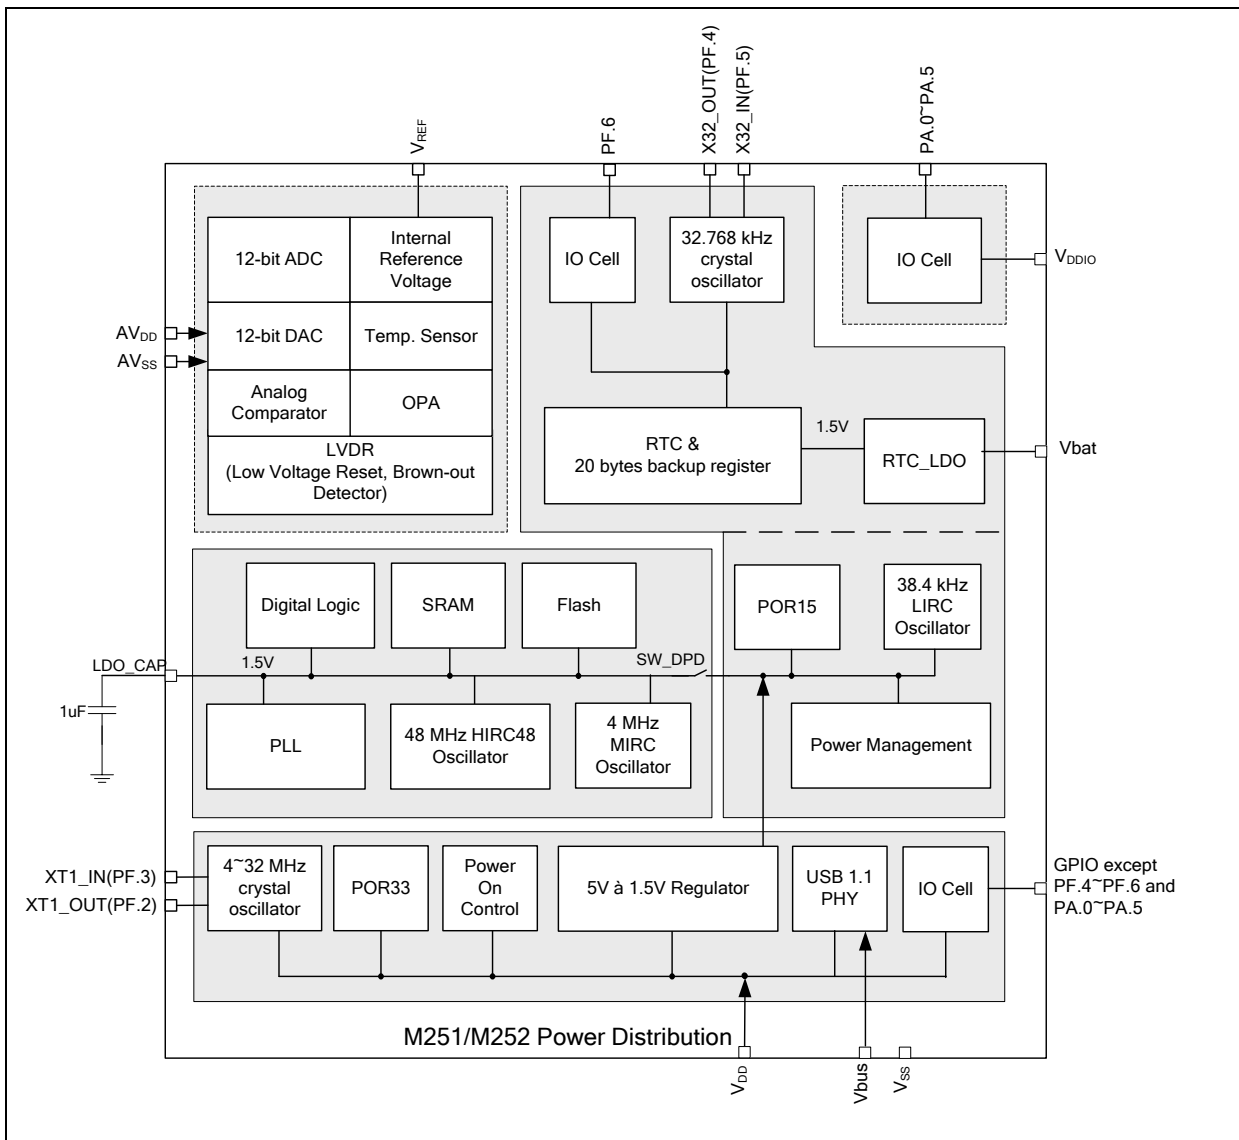 X32_OUT(PF.4)
X32_IN(PF.5)
PA.0~PA.5
PF.6
VREF
12-bit ADC
Internal
Reference
Voltage
IO Cell
32.768 kHz
crystal
oscillator
IO Cell
VDDIO
AVDD
AVSS
12-bit DAC
Temp. Sensor
Analog
Comparator
OPA
LVDR
(Low Voltage Reset, Brown-out
Detector)
RTC &
20 bytes backup register
1.5V
RTC_LDO
Vbat
Digital Logic
SRAM
Flash
POR15
38.4 kHz
LIRC
Oscillator
LDO_CAP
1.5V
SW_DPD
1uF
PLL
48 MHz HIRC48
Oscillator
4 MHz
MIRC
Oscillator
Power Management
XT1_IN(PF.3)
XT1_OUT(PF.2)
4~32 MHz
crystal
oscillator
POR33
Power
On
Control
5V à 1.5V Regulator
USB 1.1
PHY
IO Cell
GPIO except
PF.4~PF.6 and
PA.0~PA.5
M251/M252 Power Distribution
VDD
Vbus
VSS